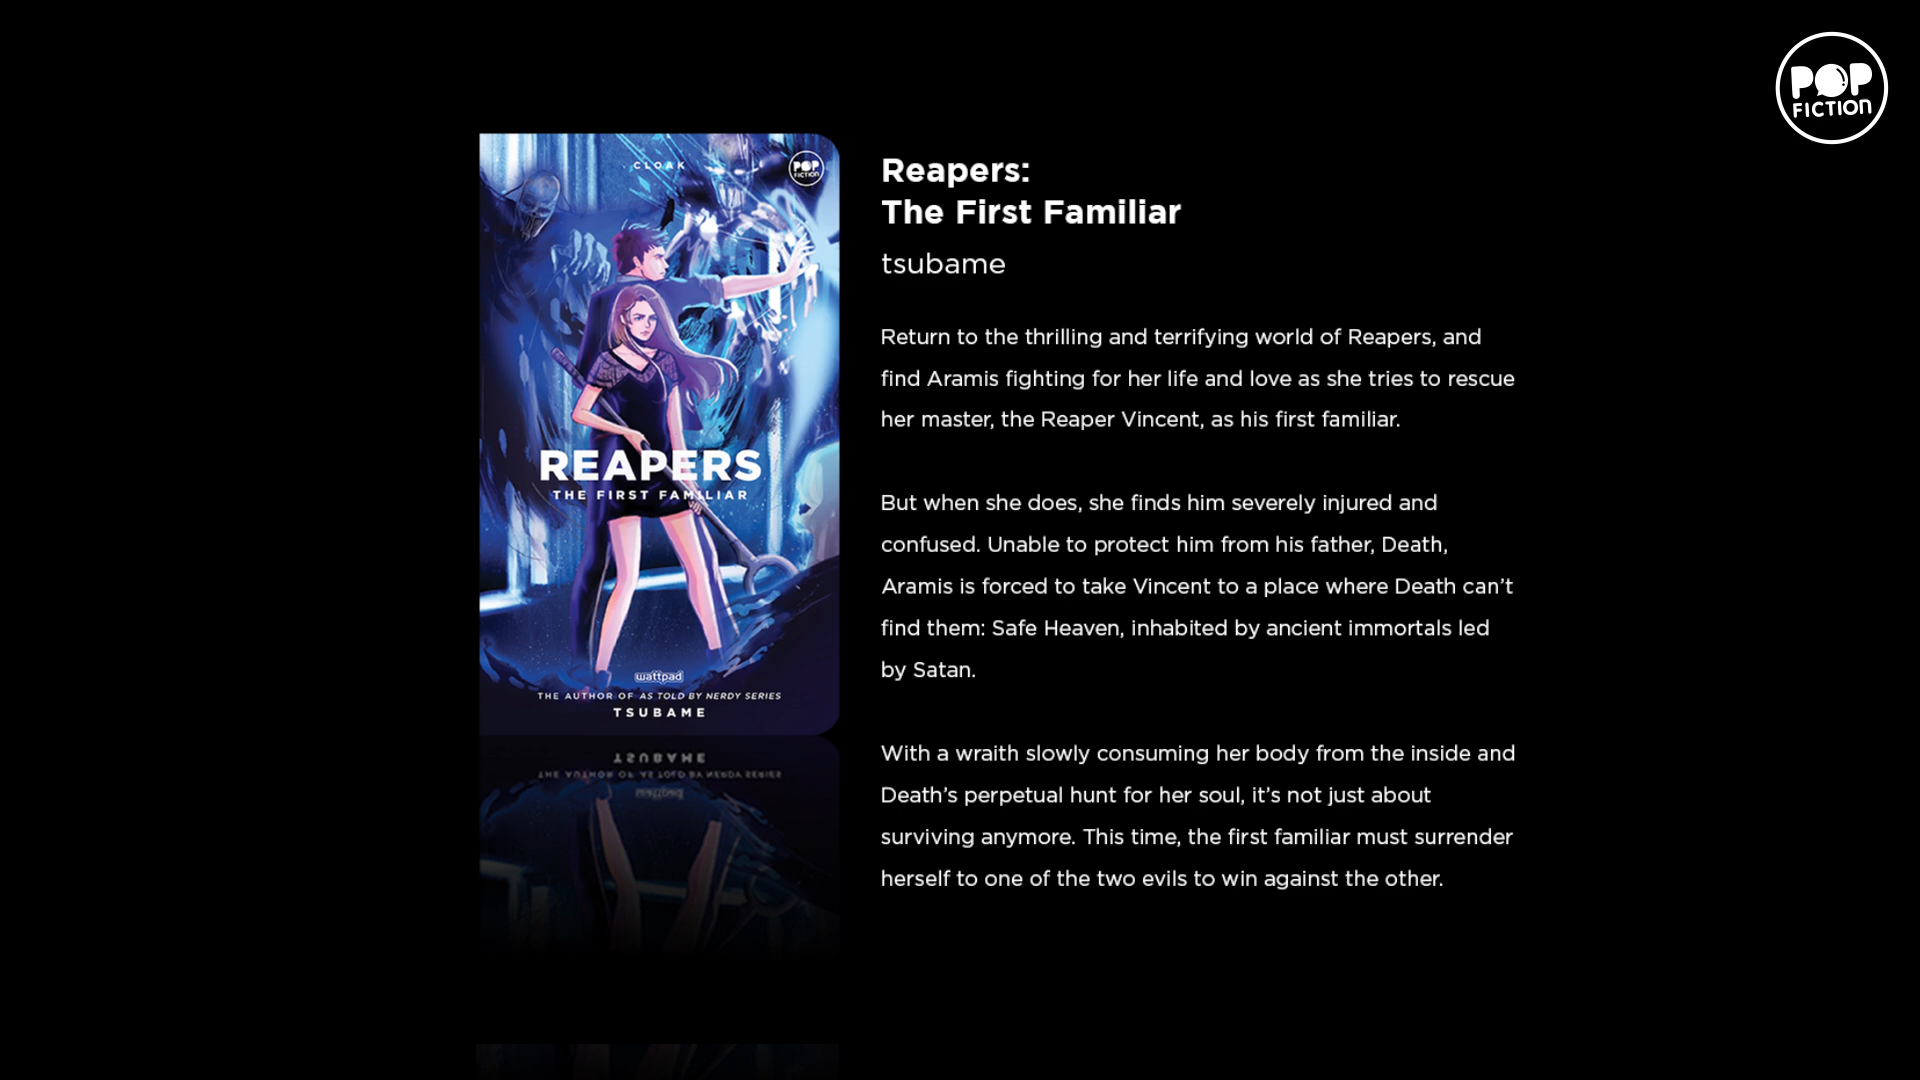 POP
FICTION
CLOAK
POP
FICTION
REAPERS
THE FIRST FAMILIAR
wattpad
THE AUTHOR OF AS TOLD BY NERDY SERIES
TSUBAME
Reapers:
The First Familiar
tsubame
Return to the thrilling and terrifying world of Reapers, and
find Aramis fighting for her life and love as she tries to rescue
her master, the Reaper Vincent, as his first familiar.
But when she does, she finds him severely injured and
confused. Unable to protect him from his father, Death,
Aramis is forced to take Vincent to a place where Death can’t
find them: Safe Heaven, inhabited by ancient immortals led
by Satan.
With a wraith slowly consuming her body from the inside and
Death’s perpetual hunt for her soul, it’s not just about
surviving anymore. This time, the first familiar must surrender
herself to one of the two evils to win against the other.